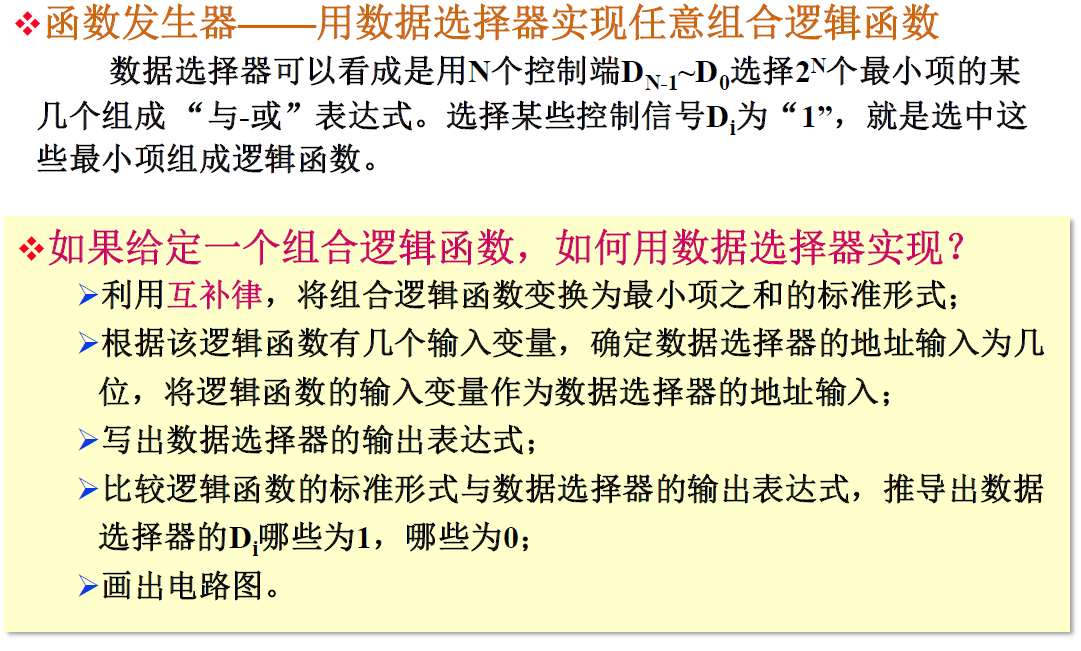 ❖函数发生器——用数据选择器实现任意组合逻辑函数
数据选择器可以看成是用N个控制端D_{N-1}~D_0选择2^N个最小项的某
几个组成 “与-或”表达式。选择某些控制信号D_i为“1”，就是选中这
些最小项组成逻辑函数。
❖如果给定一个组合逻辑函数，如何用数据选择器实现？
➢利用互补律，将组合逻辑函数变换为最小项之和的标准形式；
➢根据该逻辑函数有几个输入变量，确定数据选择器的地址输入为几
位，将逻辑函数的输入变量作为数据选择器的地址输入；
➢写出数据选择器的输出表达式；
➢比较逻辑函数的标准形式与数据选择器的输出表达式，推导出数据
选择器的D_i哪些为1，哪些为0；
➢画出电路图。